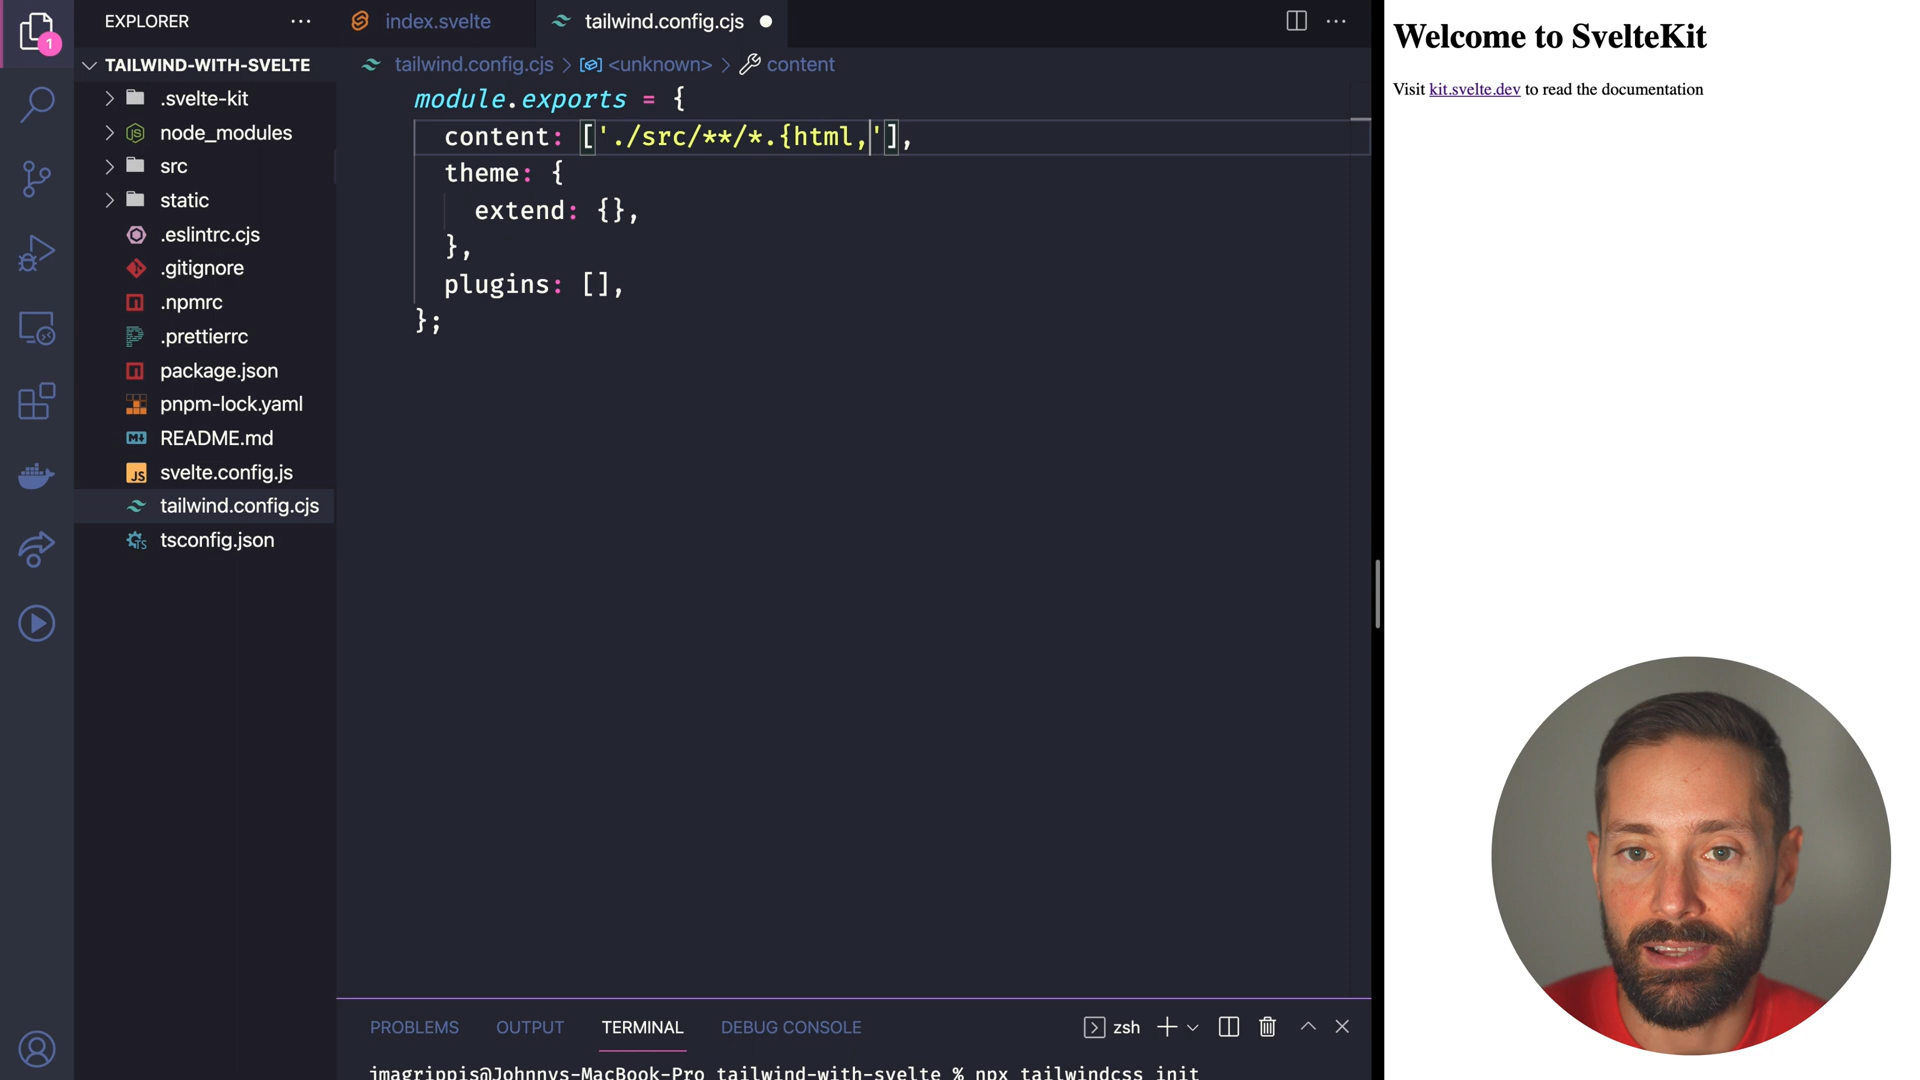 EXPLORER
1
TAILWIND-WITH-SVELTE
.svelte-kit
node_modules
src
static
.eslintrc.cjs
.gitignore
.npmrc
.prettierrc
package.json
pnpm-lock.yaml
README.md
svelte.config.js
tailwind.config.cjs
tsconfig.json
index.svelte
tailwind.config.cjs
tailwind.config.cjs > <unknown> > content
module.exports = {
content: ['./src/**/*.{html,'],
theme: {
extend: {},
},
plugins: [],
};
PROBLEMS OUTPUT TERMINAL DEBUG CONSOLE zsh
jmagrippis@Johnnys-MacBook-Pro tailwind-with-svelte % npx tailwindcss init
Welcome to SvelteKit
Visit kit.svelte.dev to read the documentation